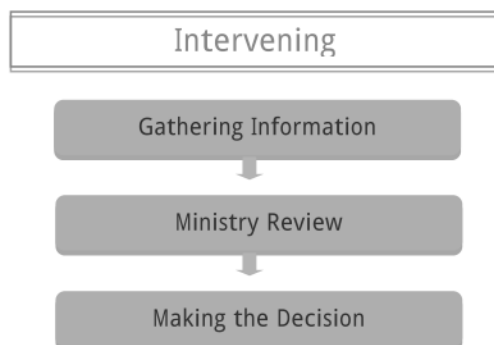 Intervening
Gathering Information
Ministry Review
Making the Decision